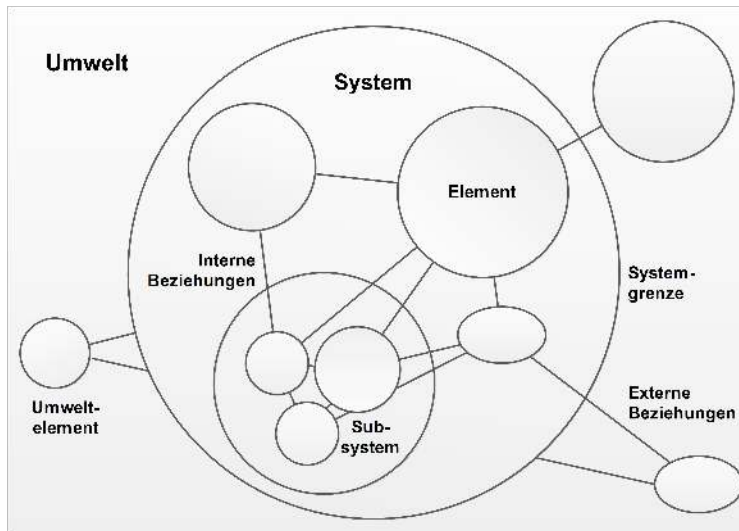 Umwelt
System
Element
Interne
Beziehungen
System-
grenze
Umwelt-
element
Sub-
system
Externe
Beziehungen